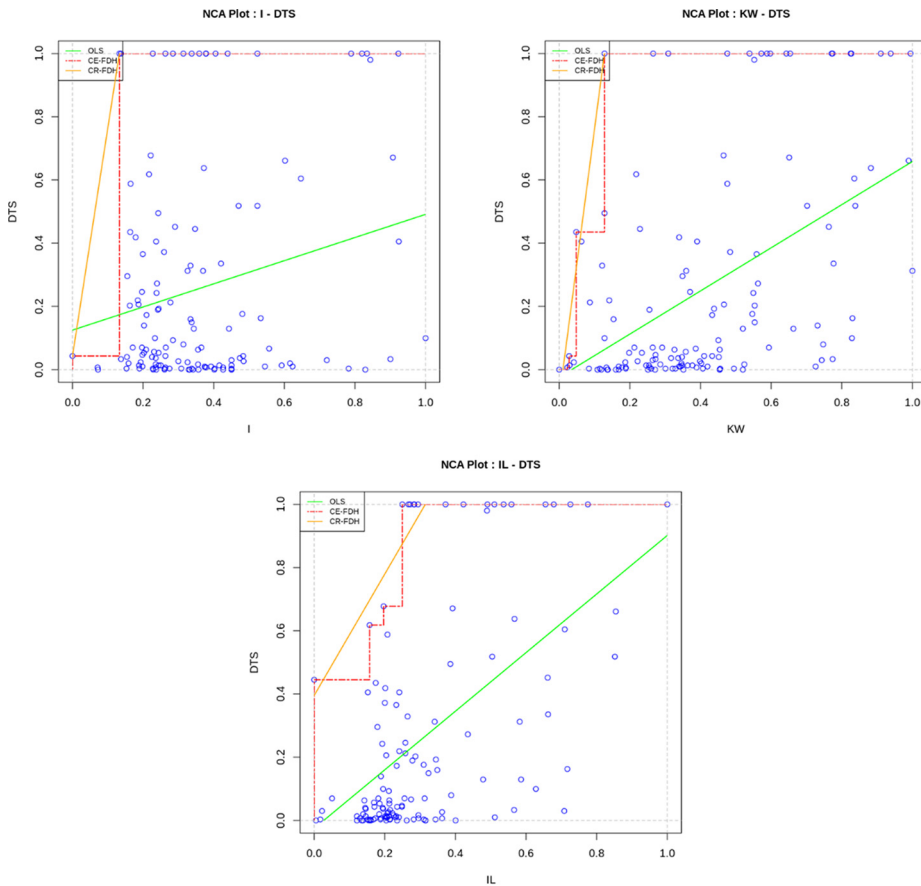 NCA Plot : I - DTS
OLS
CE-FDH
CR-FDH
1.0
0.8
0.6
0.4
0.2
0.0
DTS
0.0 0.2 0.4 0.6 0.8 1.0
I
NCA Plot : KW - DTS
OLS
CE-FDH
CR-FDH
1.0
0.8
0.6
0.4
0.2
0.0
DTS
0.0 0.2 0.4 0.6 0.8 1.0
KW
NCA Plot : IL - DTS
OLS
CE-FDH
CR-FDH
1.0
0.8
0.6
0.4
0.2
0.0
DTS
0.0 0.2 0.4 0.6 0.8 1.0
IL